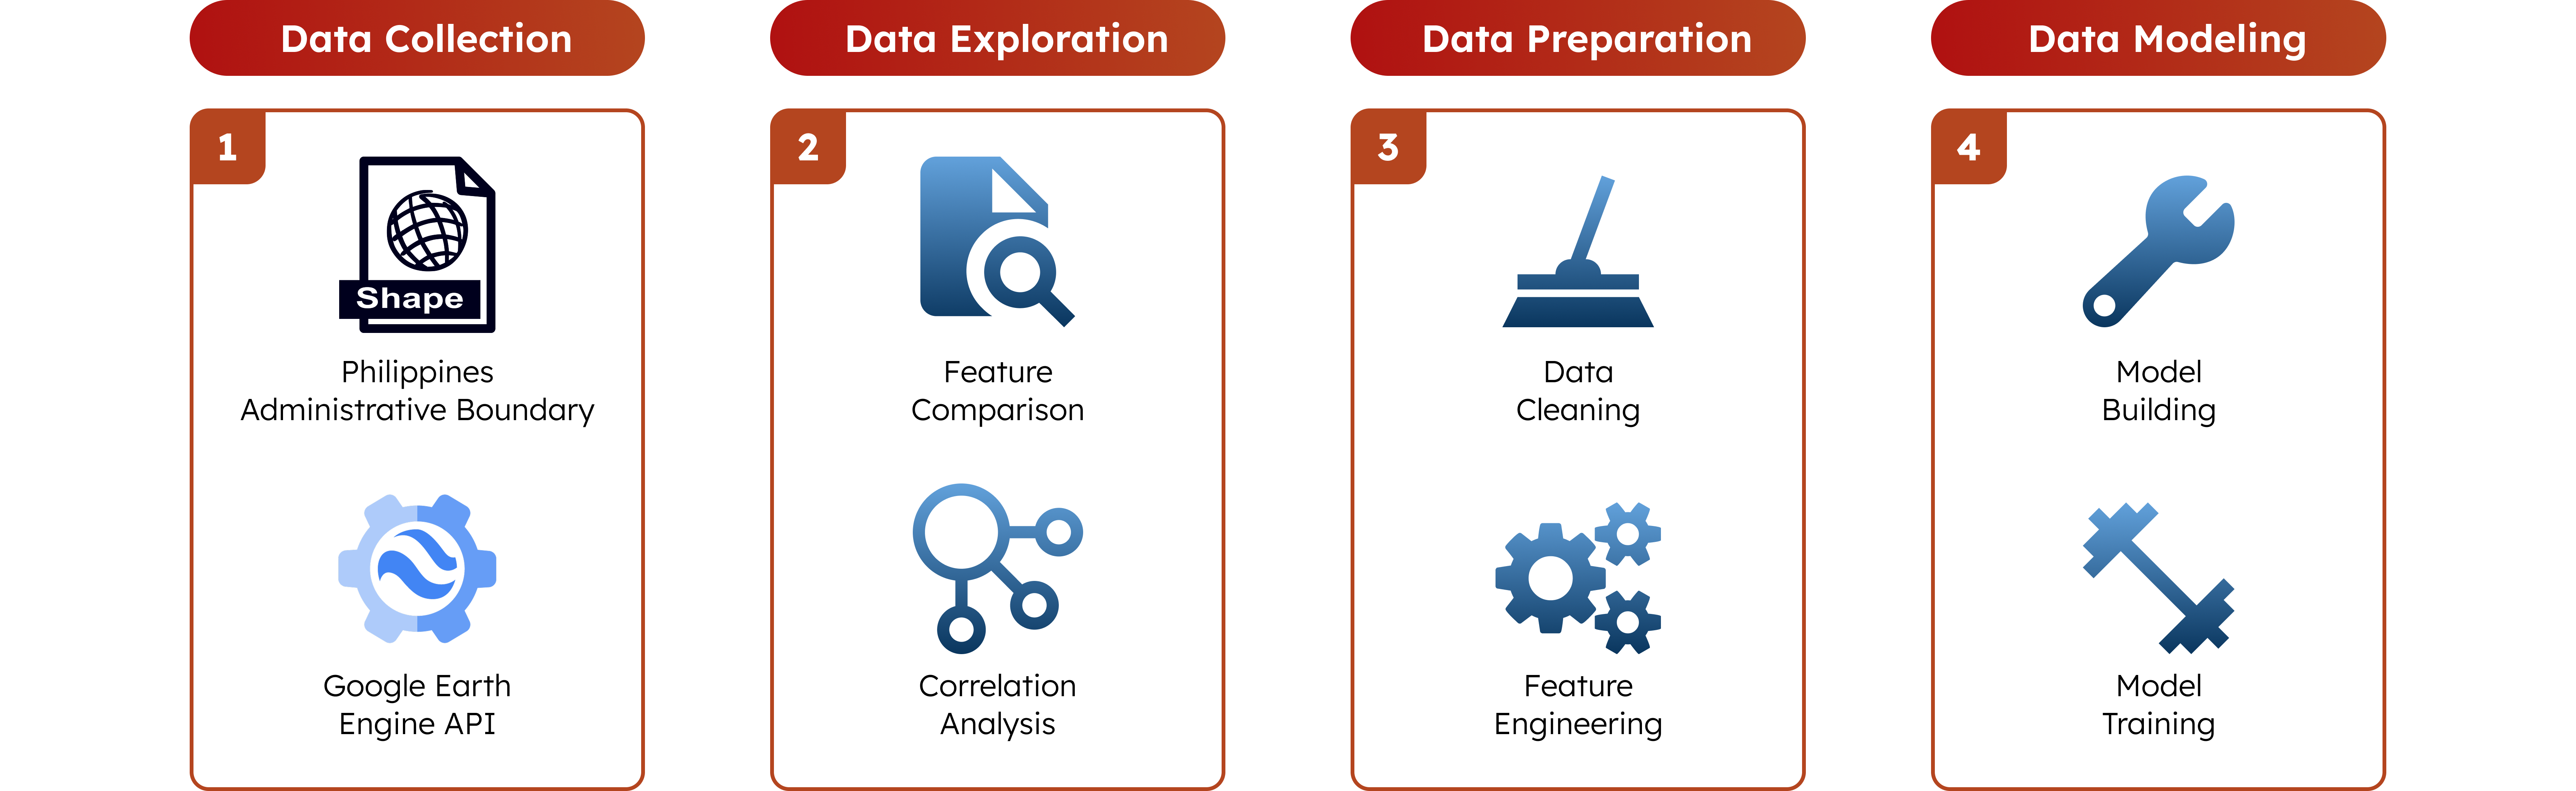 Data Collection
1
Shape
Philippines
Administrative Boundary
Google Earth
Engine API
Data Exploration
2
Feature
Comparison
Correlation
Analysis
Data Preparation
3
Data
Cleaning
Feature
Engineering
Data Modeling
4
Model
Building
Model
Training